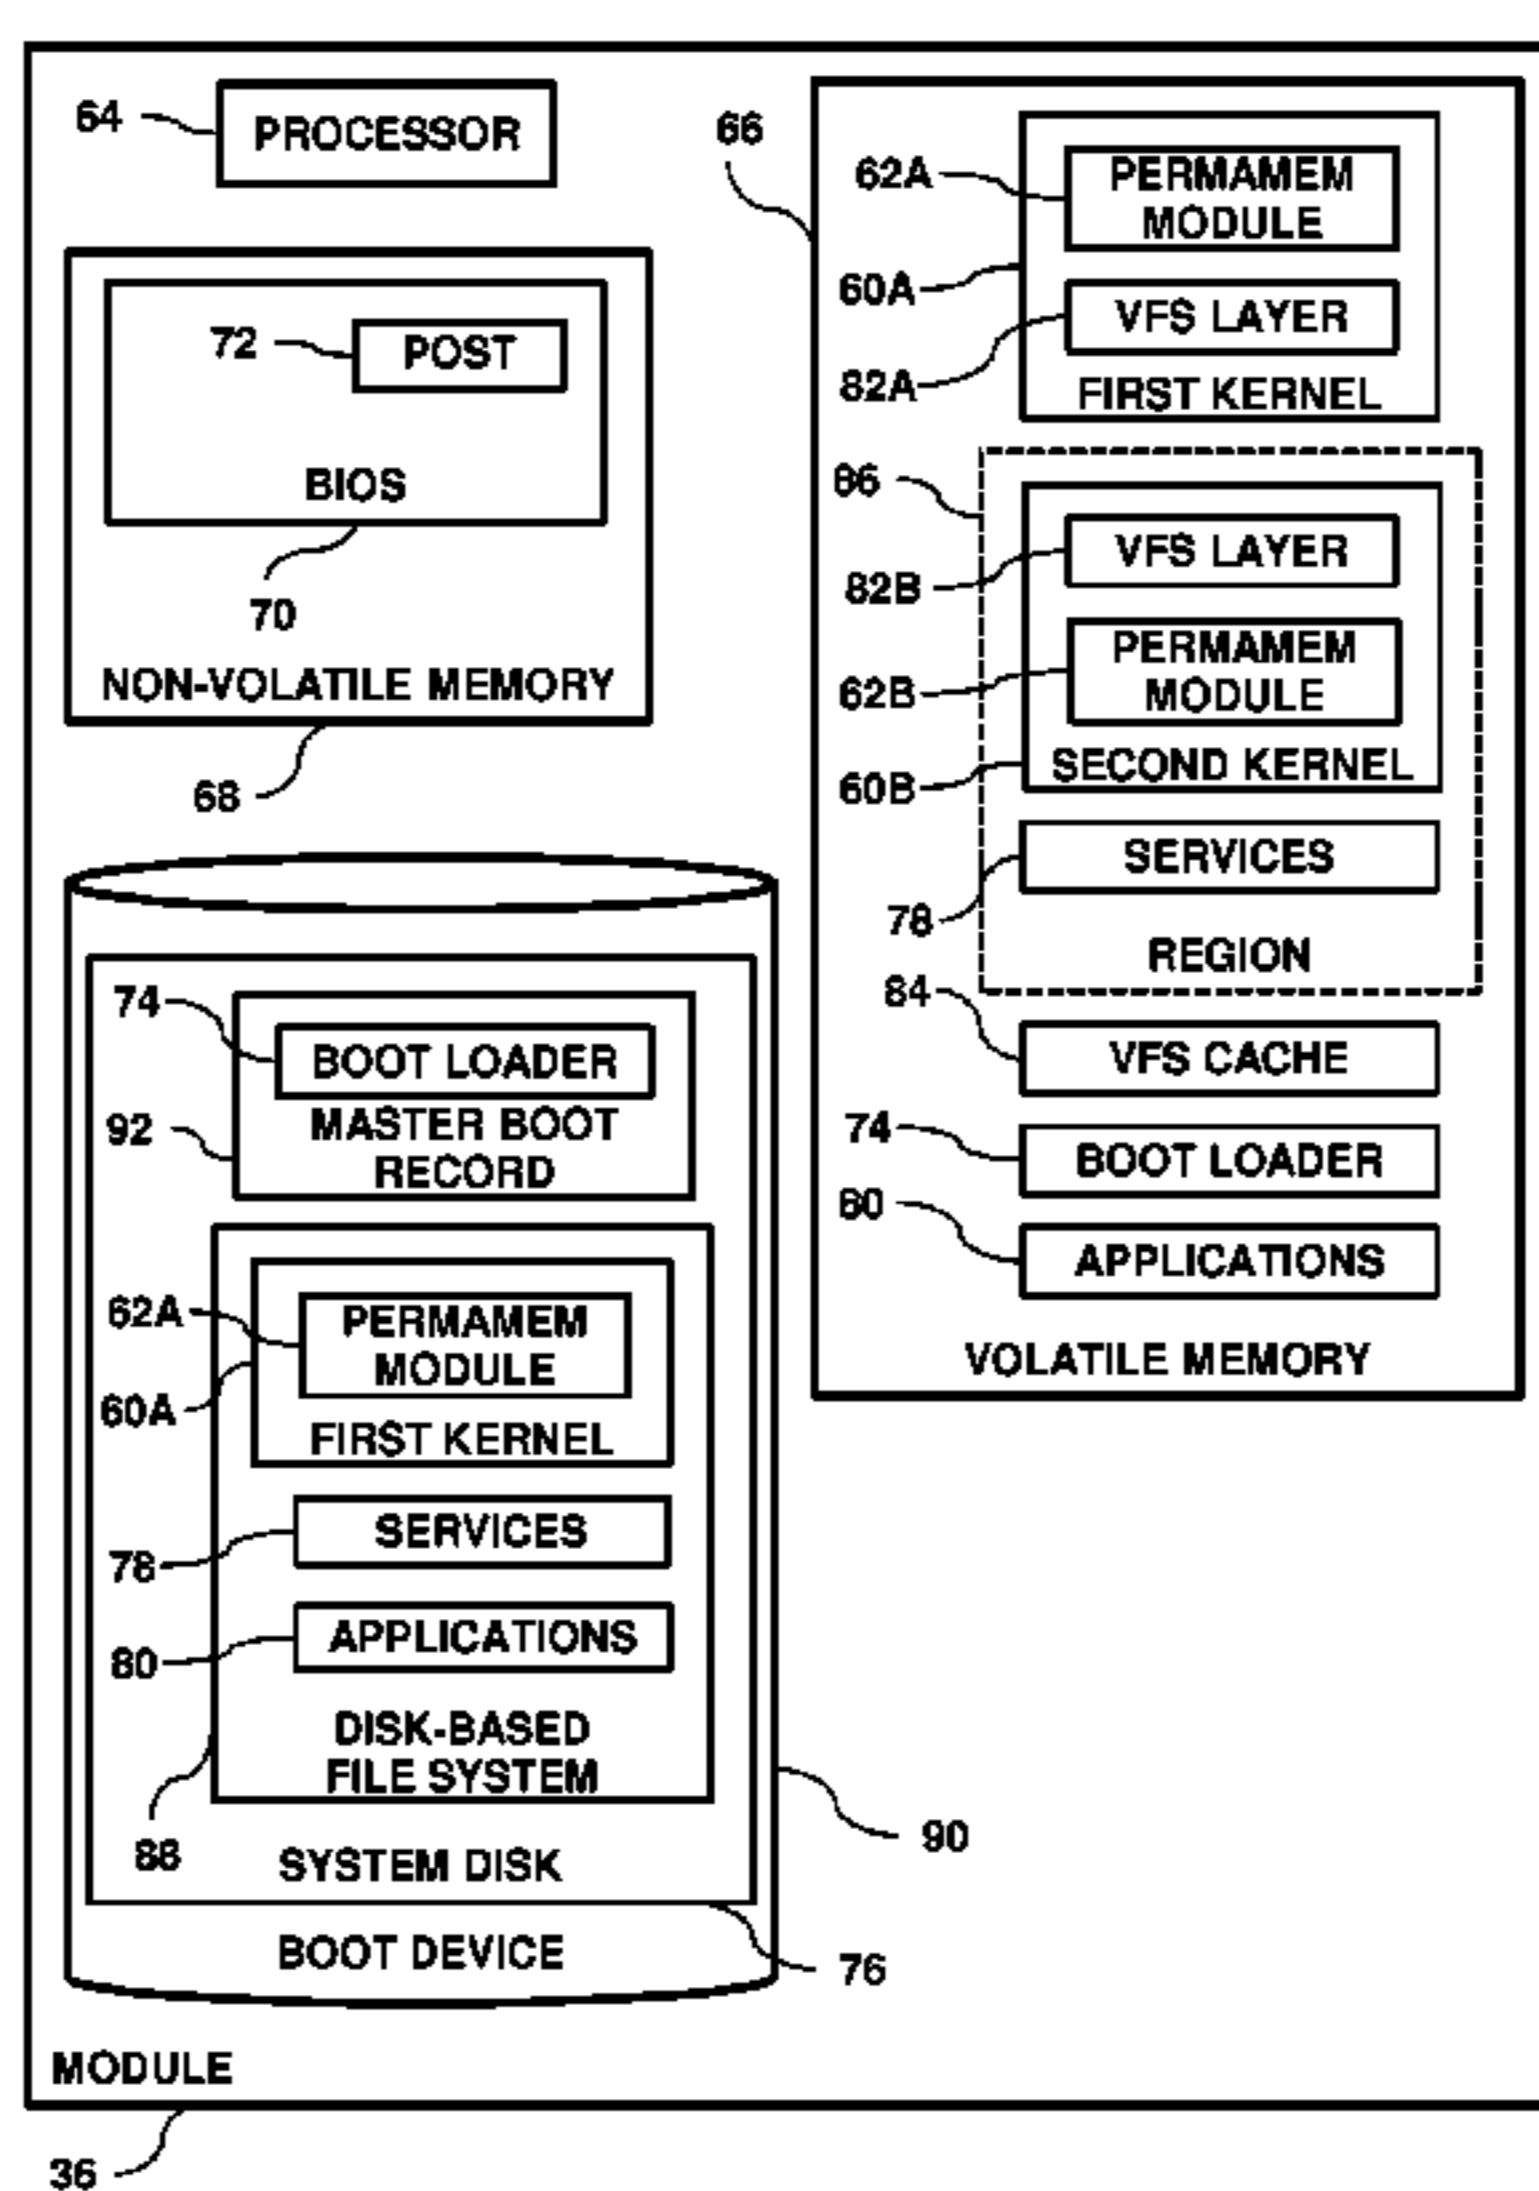 64
PROCESSOR
72
POST
BIOS
70
NON-VOLATILE MEMORY
68
74
BOOT LOADER
92
MASTER BOOT
RECORD
62A
PERMAMEM
MODULE
60A
FIRST KERNEL
78
SERVICES
80
APPLICATIONS
DISK-BASED
FILE SYSTEM
88
SYSTEM DISK
90
BOOT DEVICE
76
MODULE
36
66
62A
PERMAMEM
MODULE
60A
VFS LAYER
82A
FIRST KERNEL
86
VFS LAYER
82B
PERMAMEM
MODULE
62B
SECOND KERNEL
60B
SERVICES
78
REGION
84
VFS CACHE
74
BOOT LOADER
80
APPLICATIONS
VOLATILE MEMORY